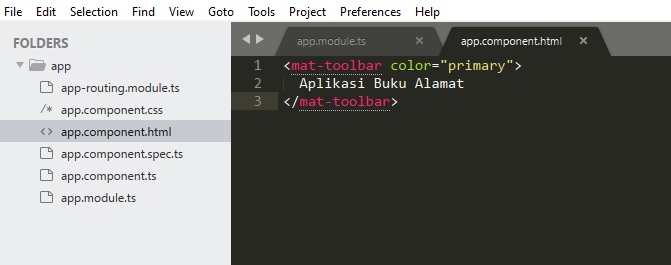 File Edit Selection Find View Goto Tools Project Preferences Help
FOLDERS
app
app-routing.module.ts
/* app.component.css
<> app.component.html
app.component.spec.ts
app.component.ts
app.module.ts
app.module.ts × app.component.html ×
1 <mat-toolbar color="primary">
2 Aplikasi Buku Alamat
3 </mat-toolbar>